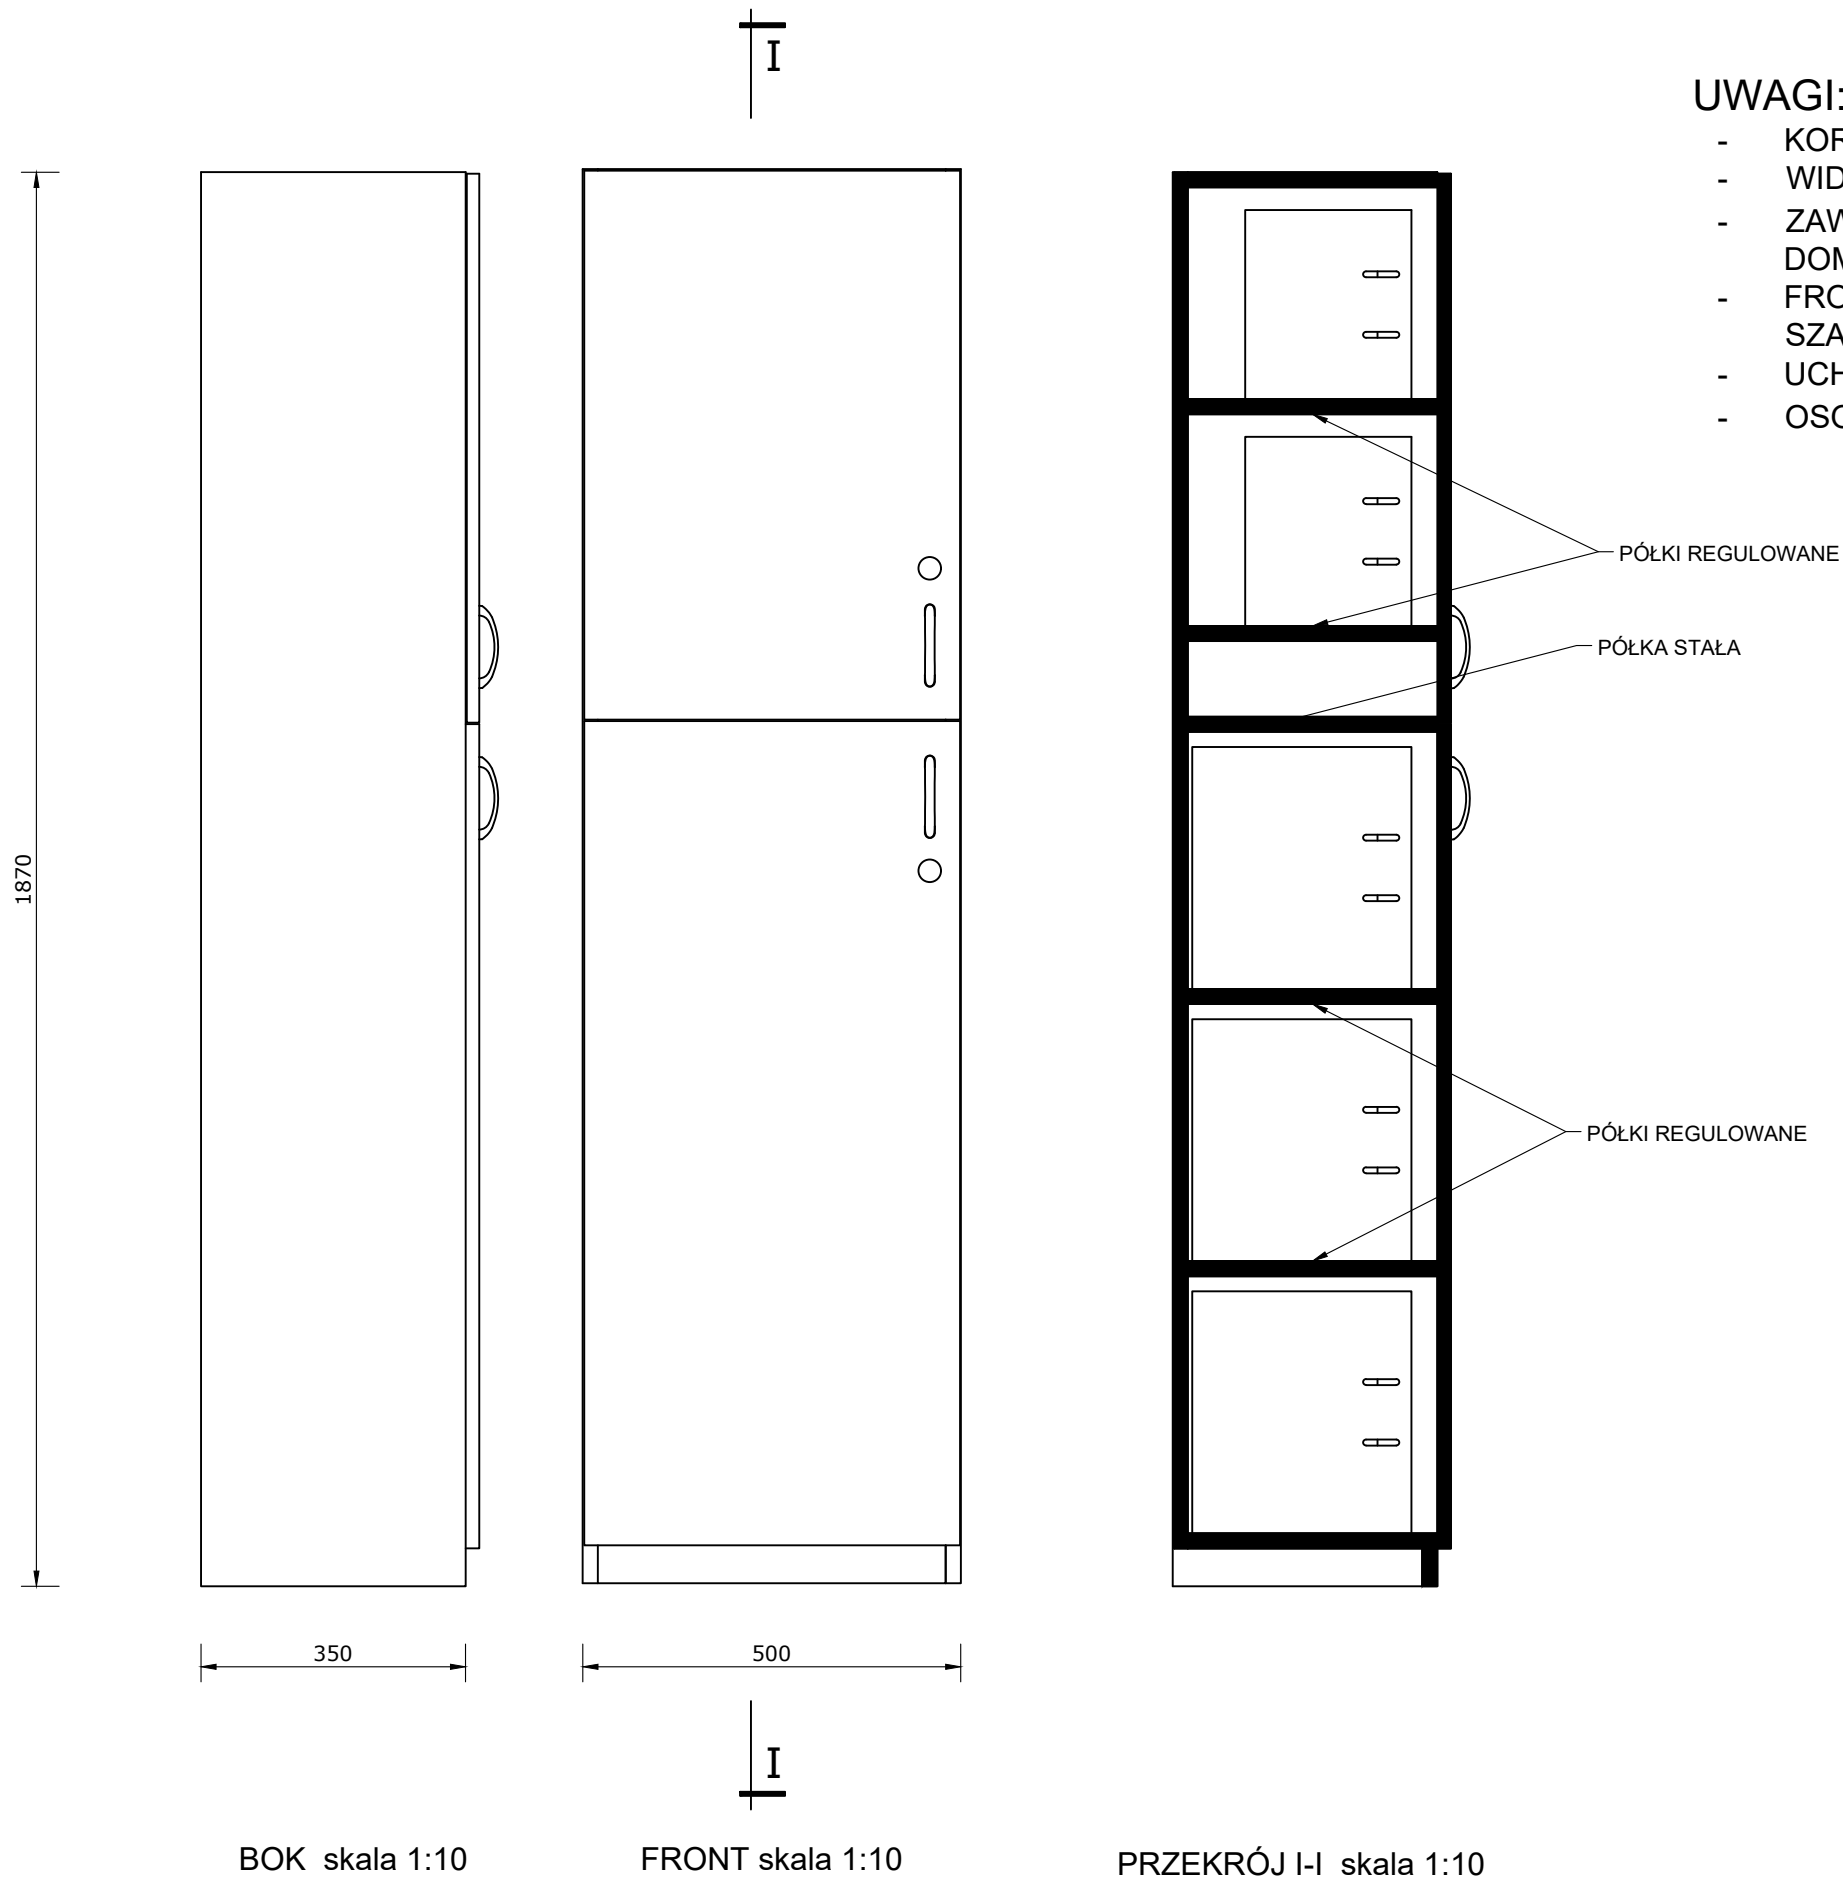 I
UWAGI:
-
-
-
-
-
-
PÓŁKI REGULOWANE
PÓŁKA STAŁA
1870
PÓŁKI REGULOWANE
350
500
I
BOK skala 1:10
FRONT skala 1:10
PRZEKRÓJ I-I skala 1:10